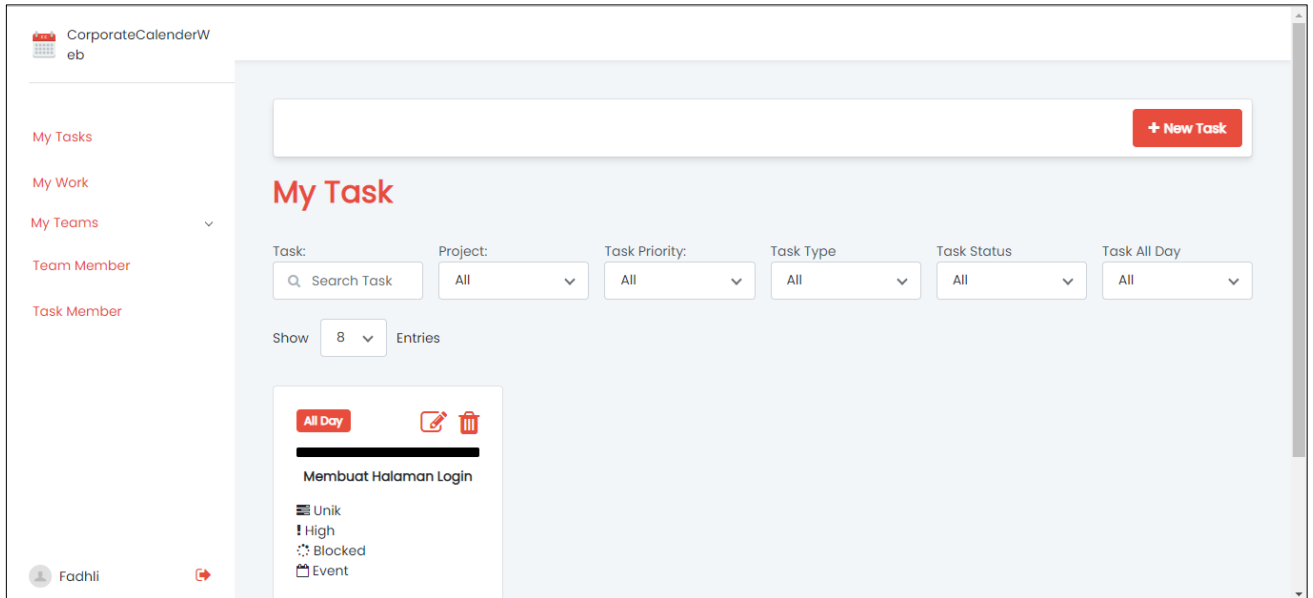 CorporateCalenderW
eb
My Tasks
My Work
My Teams
Team Member
Task Member
Fadhli
+ New Task
My Task
Task: Project: Task Priority: Task Type Task Status Task All Day
Search Task All All All All All
Show 8 Entries
All Day
Membuat Halaman Login
Unik
! High
Blocked
Event